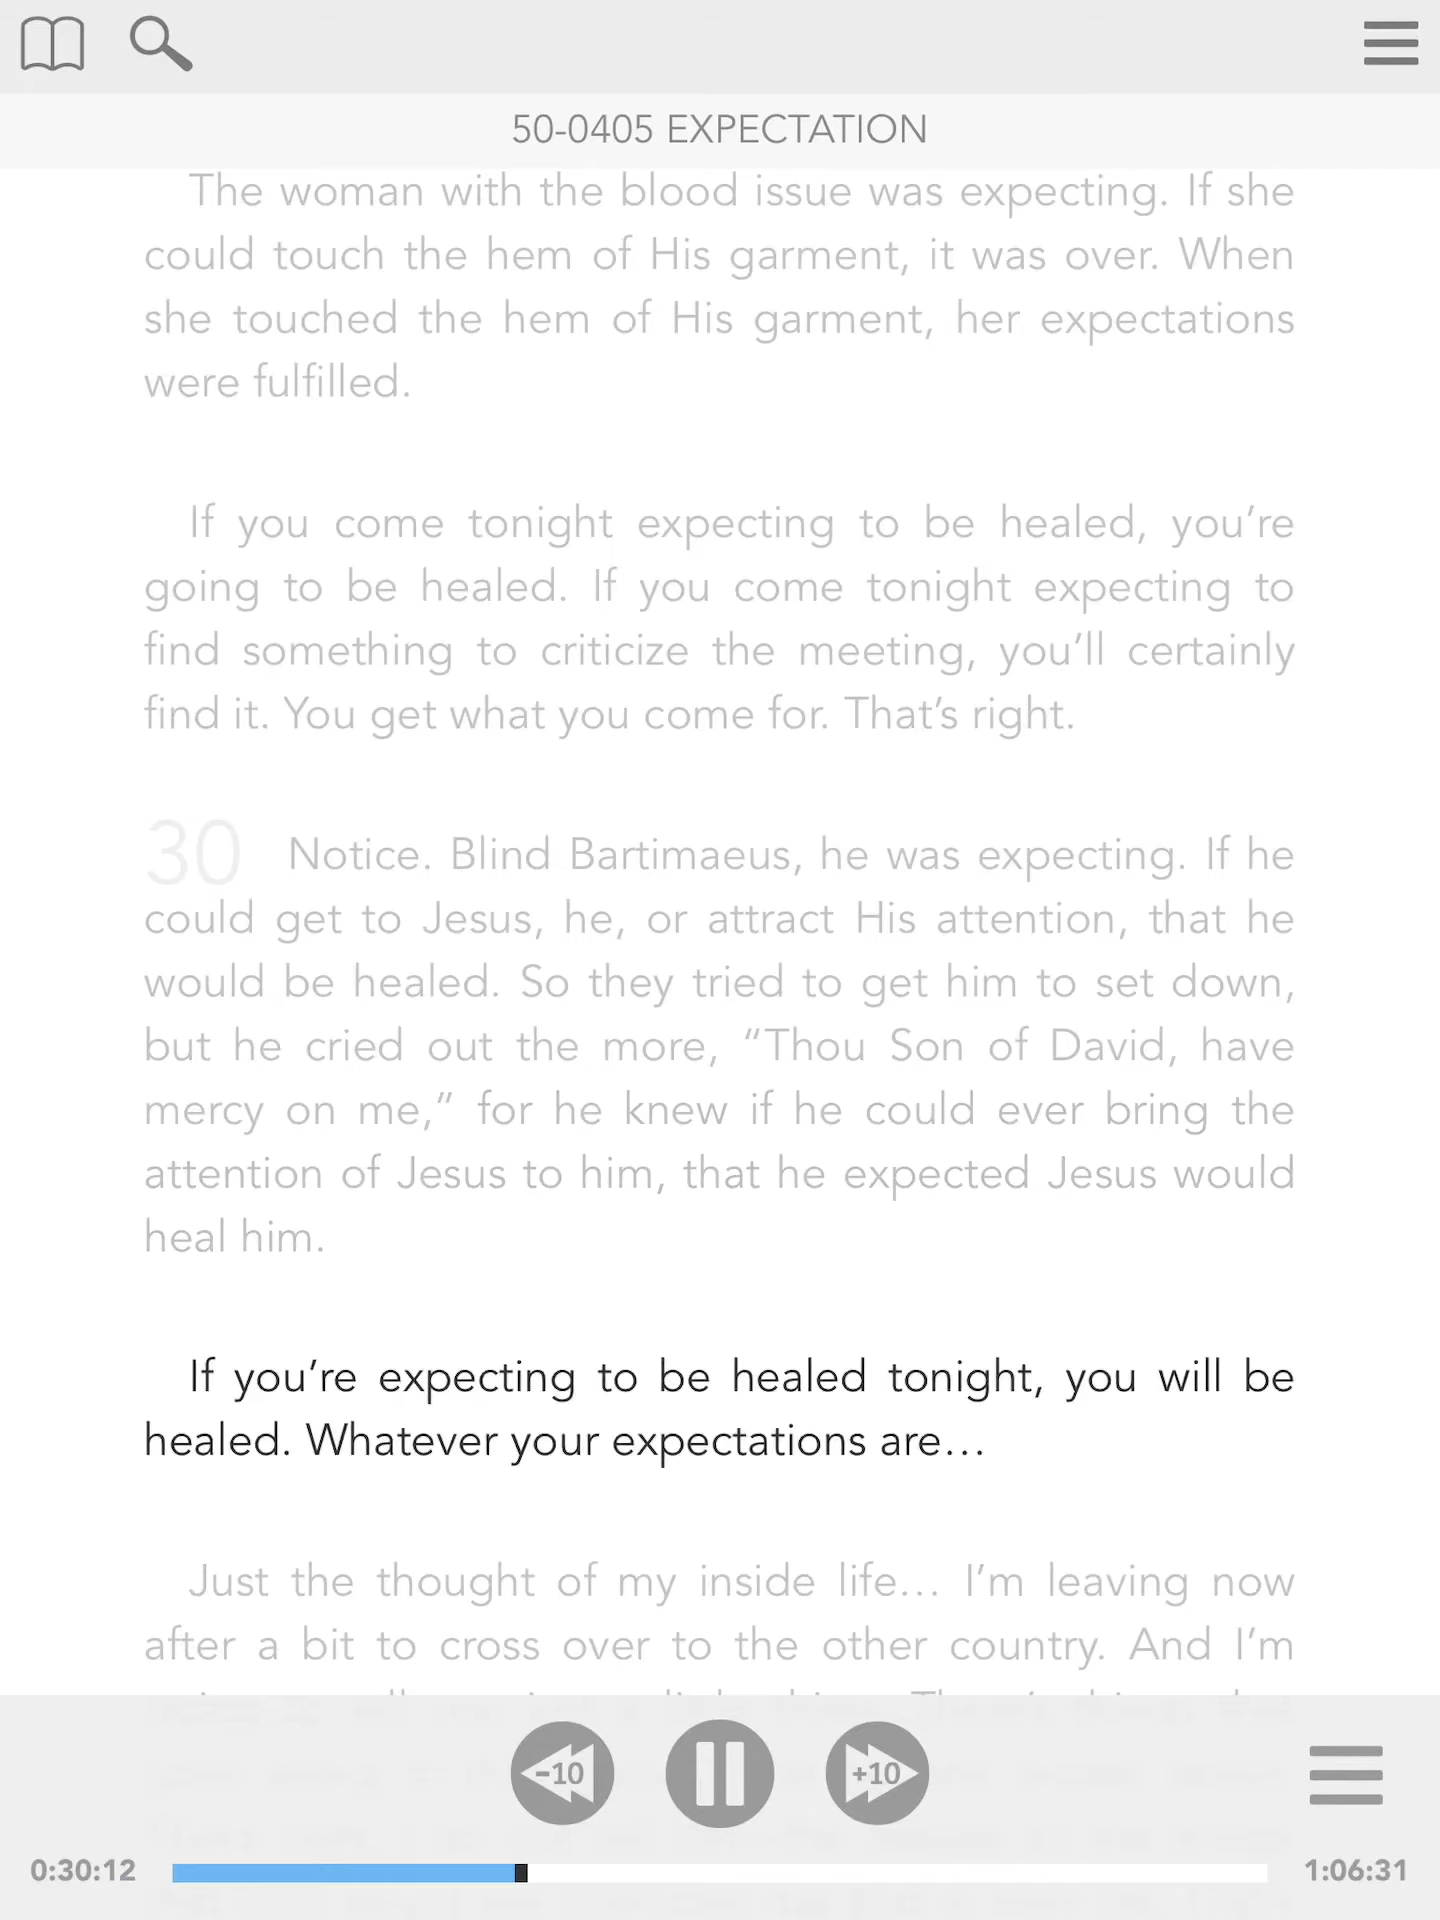 50-0405 EXPECTATION
The woman with the blood issue was expecting. If she
could touch the hem of His garment, it was over. When
she touched the hem of His garment, her expectations
were fulfilled.
If you come tonight expecting to be healed, you’re
going to be healed. If you come tonight expecting to
find something to criticize the meeting, you’ll certainly
find it. You get what you come for. That’s right.
30 Notice. Blind Bartimaeus, he was expecting. If he
could get to Jesus, he, or attract His attention, that he
would be healed. So they tried to get him to set down,
but he cried out the more, “Thou Son of David, have
mercy on me,” for he knew if he could ever bring the
attention of Jesus to him, that he expected Jesus would
heal him.
If you’re expecting to be healed tonight, you will be
healed. Whatever your expectations are…
Just the thought of my inside life… I’m leaving now
after a bit to cross over to the other country. And I’m
-10 +10
0:30:12 1:06:31